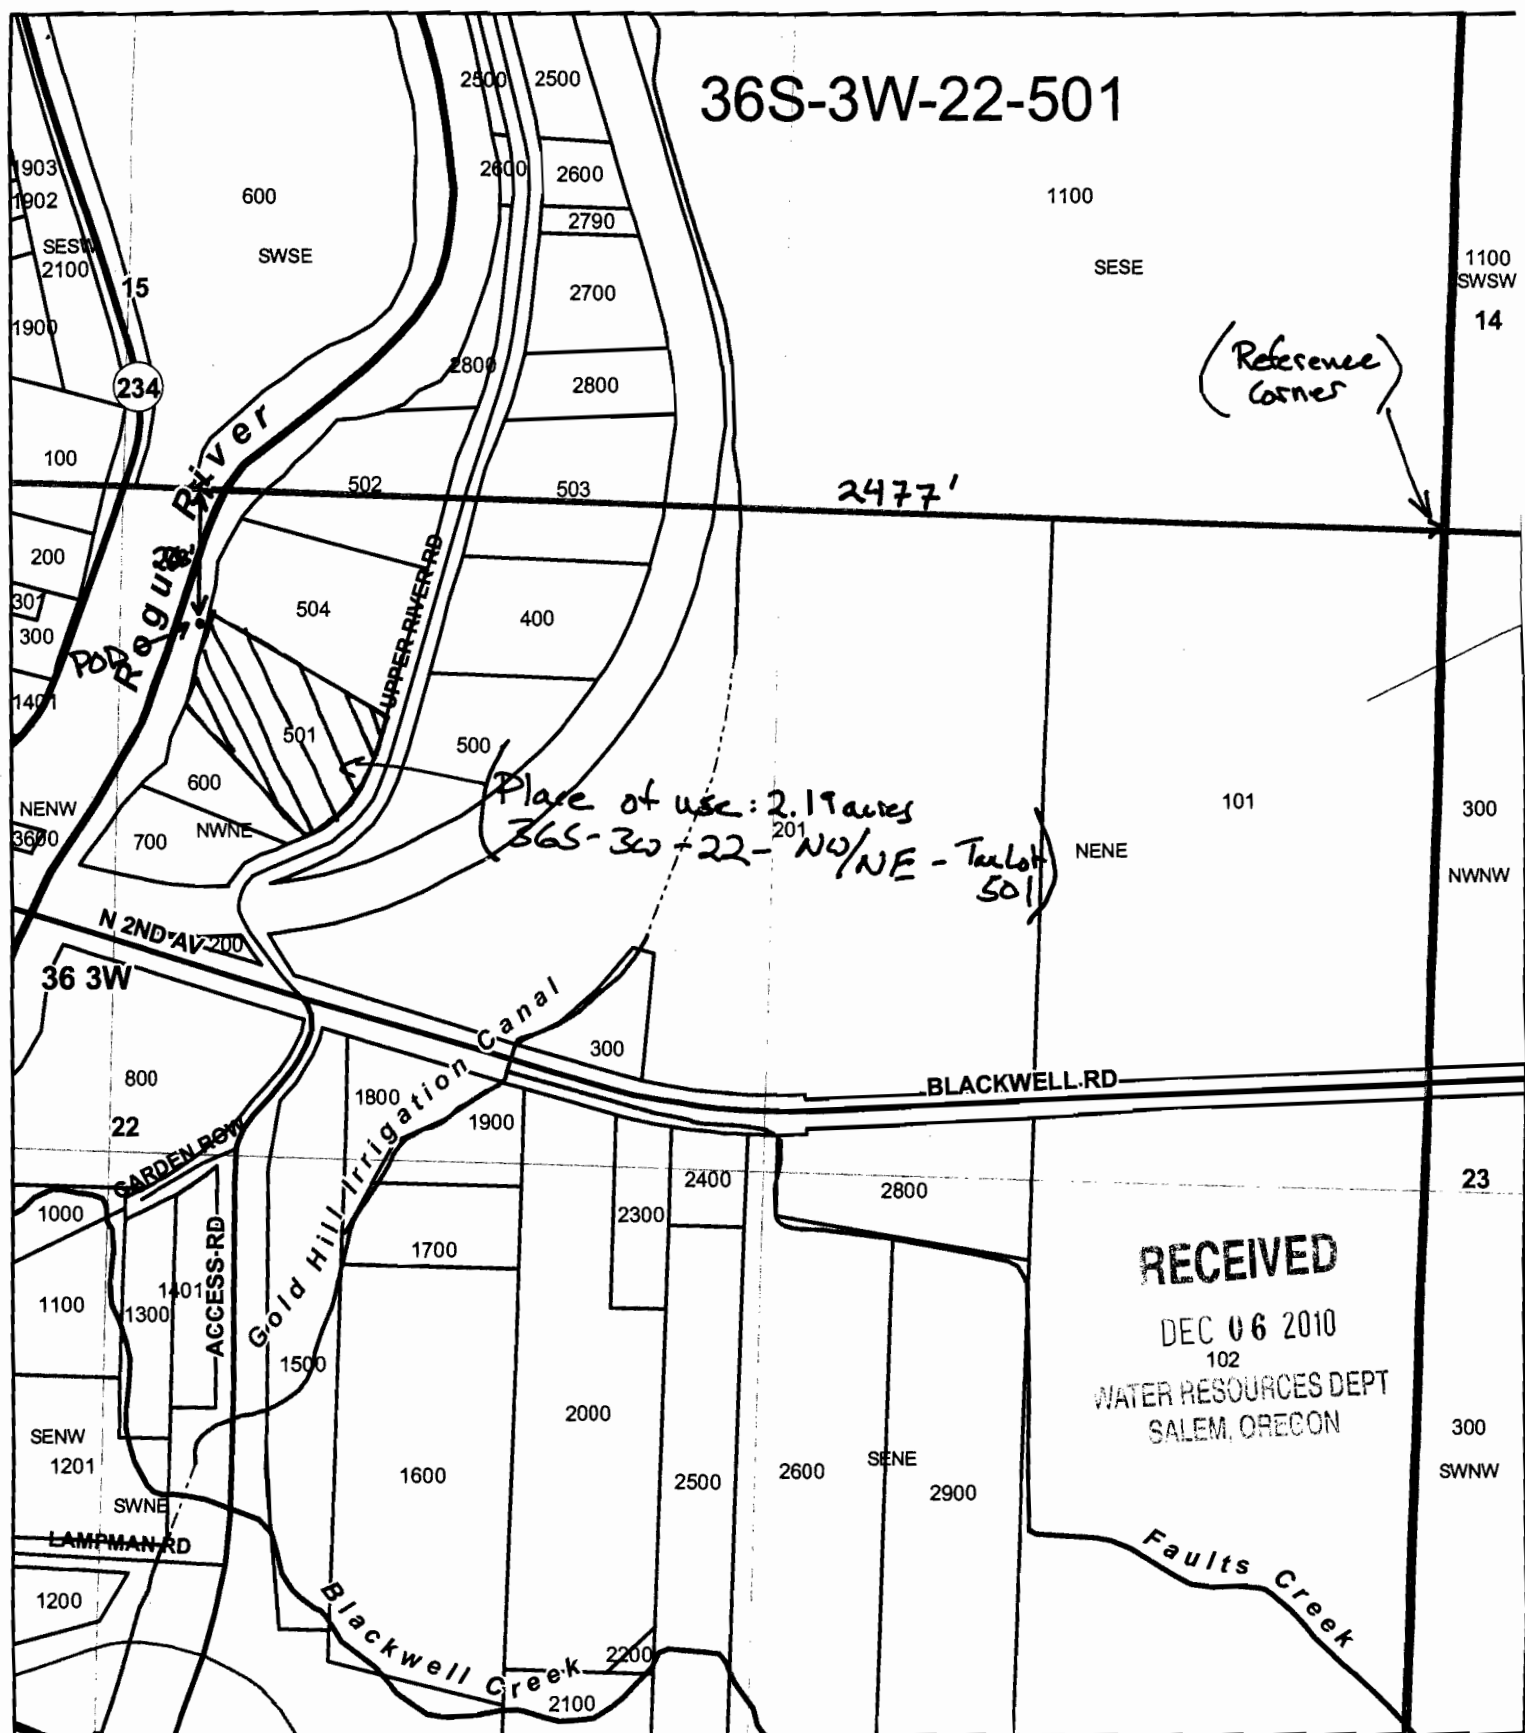 36S-3W-22-501
2500
2500
2600
2600
2790
1903
1902
600
1100
SESW
2100
SWSE
SESE
1100
SWSW
15
2700
14
1900
(Reference
corner)
2800
2800
234
100
River
502
503
2477'
200
Rogue
301
300
504
400
UPPER RIVER RD
POD
1401
501
500
600
Place of use: 2.19 acres
36S-3W-22-NW/NE - Tax Lot
501
201
101
300
NENW
3600
700
NWNE
NENE
NWNW
N 2ND AV
200
36 3W
Gold Hill Irrigation Canal
300
800
1800
BLACKWELL RD
22
1900
GARDEN ROW
2400
2800
23
1000
2300
ACCESS RD
1700
RECEIVED
1100
1401
1300
DEC 06 2010
102
1500
WATER RESOURCES DEPT
SALEM, OREGON
2000
SENW
1201
300
1600
2500
2600
SENE
SWNW
2900
SWNE
LAMPMAN RD
Faults Creek
1200
Blackwell Creek
2200
2100